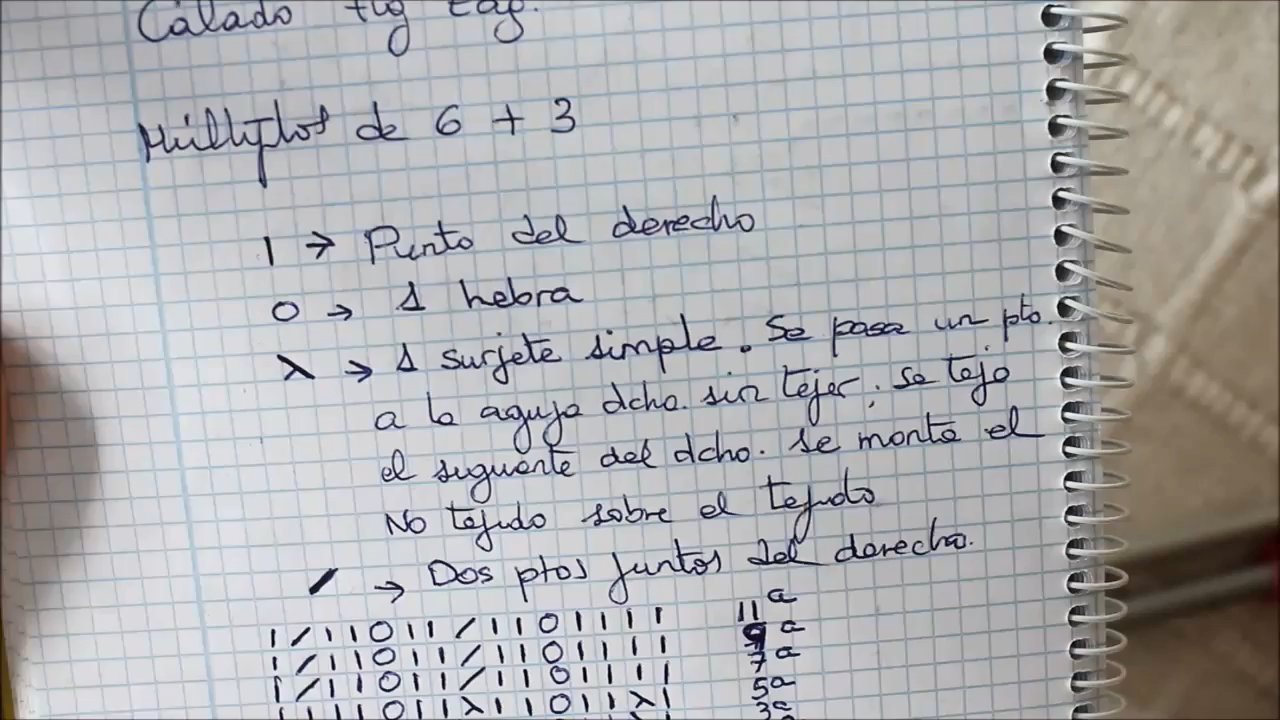 Calado zig zag.
Múltiplos de 6 + 3
| → Punto del derecho
O → 1 hebra
λ → 1 surjete simple. Se pasa un pto.
a la aguja dcha. sin tejer, se teje
el siguiente del dcho. se monta el
No tejido sobre el tejido
/ → Dos ptos juntos del derecho.
| / | | O | | / | | O | | | | 11ª
| / | | O | | / | | O | | | | 9ª
7ª
| / | | O | | / | | O | | | | 5ª
| | | | O | | λ | | O | | λ | 3ª